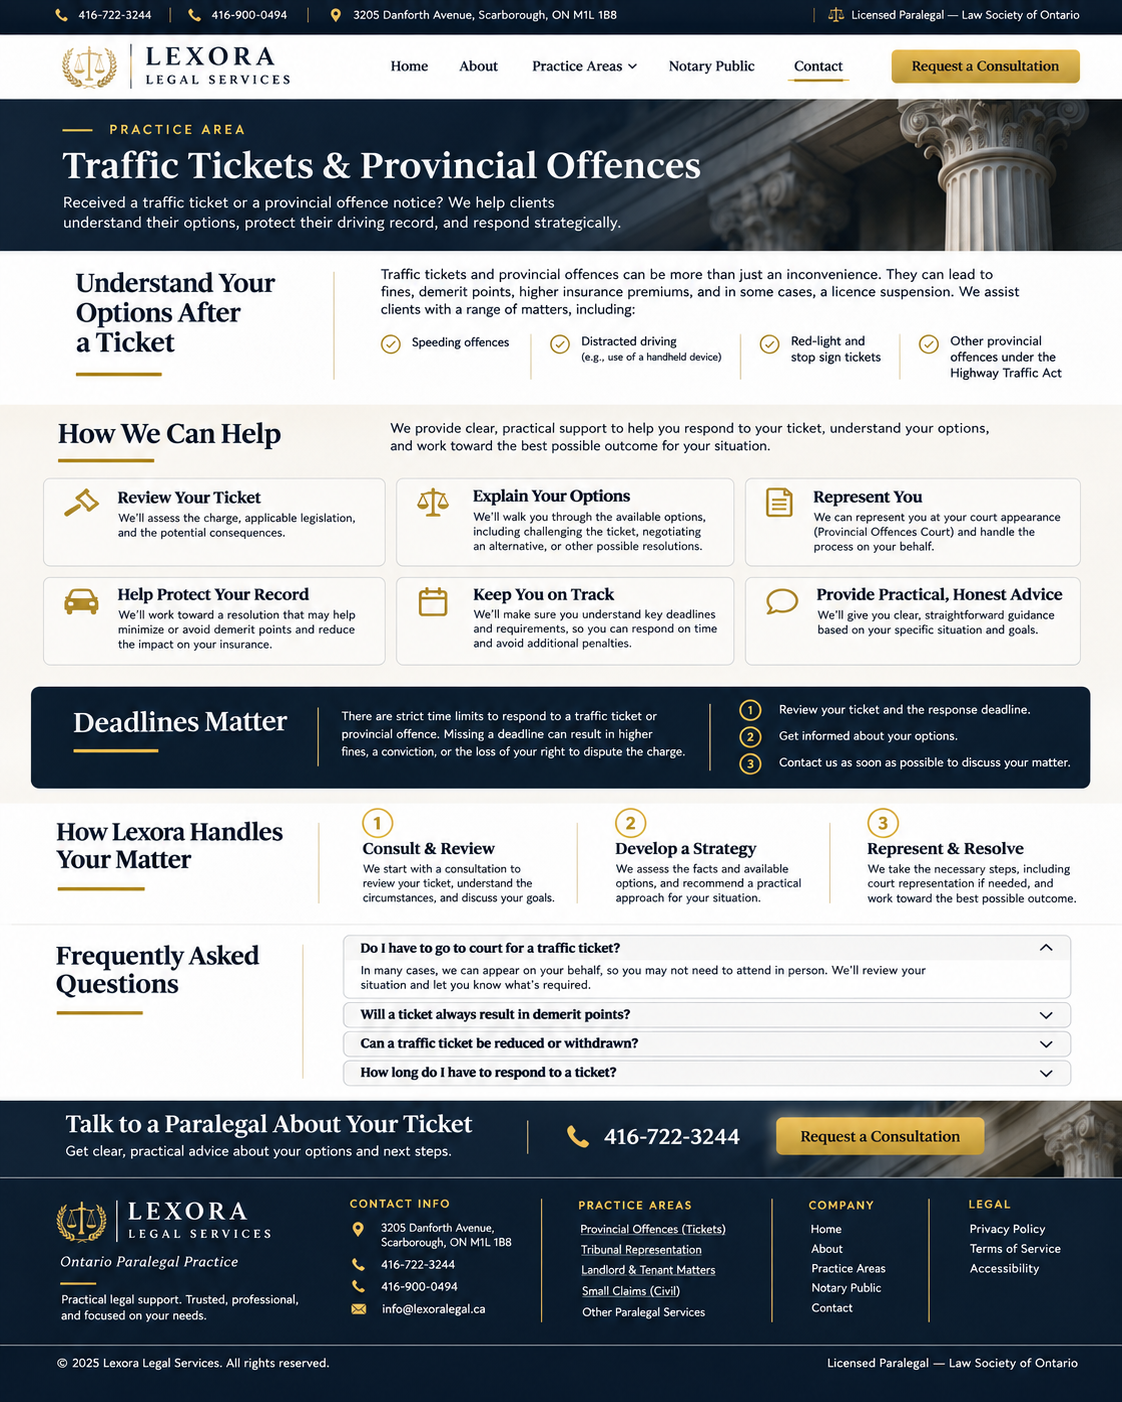 416-722-3244
416-900-0494
3205 Danforth Avenue, Scarborough, ON M1L 1B8
Licensed Paralegal — Law Society of Ontario
LEXORA
LEGAL SERVICES
Home
About
Practice Areas
Notary Public
Contact
Request a Consultation
PRACTICE AREA
Traffic Tickets & Provincial Offences
Received a traffic ticket or a provincial offence notice? We help clients
understand their options, protect their driving record, and respond strategically.
Understand Your
Options After
a Ticket
Traffic tickets and provincial offences can be more than just an inconvenience. They can lead to
fines, demerit points, higher insurance premiums, and in some cases, a licence suspension. We assist
clients with a range of matters, including:
Speeding offences
Distracted driving
(e.g., use of a handheld device)
Red-light and
stop sign tickets
Other provincial
offences under the
Highway Traffic Act
How We Can Help
We provide clear, practical support to help you respond to your ticket, understand your options,
and work toward the best possible outcome for your situation.
Review Your Ticket
We'll assess the charge, applicable legislation,
and the potential consequences.
Explain Your Options
We'll walk you through the available options,
including challenging the ticket, negotiating
an alternative, or other possible resolutions.
Represent You
We can represent you at your court appearance
(Provincial Offences Court) and handle the
process on your behalf.
Help Protect Your Record
We'll work toward a resolution that may help
minimize or avoid demerit points and reduce
the impact on your insurance.
Keep You on Track
We'll make sure you understand key deadlines
and requirements, so you can respond on time
and avoid additional penalties.
Provide Practical, Honest Advice
We'll give you clear, straightforward guidance
based on your specific situation and goals.
Deadlines Matter
There are strict time limits to respond to a traffic ticket or
provincial offence. Missing a deadline can result in higher
fines, a conviction, or the loss of your right to dispute the charge.
1 Review your ticket and the response deadline.
2 Get informed about your options.
3 Contact us as soon as possible to discuss your matter.
How Lexora Handles
Your Matter
1
Consult & Review
We start with a consultation to
review your ticket, understand the
circumstances, and discuss your goals.
2
Develop a Strategy
We assess the facts and available
options, and recommend a practical
approach for your situation.
3
Represent & Resolve
We take the necessary steps, including
court representation if needed, and
work toward the best possible outcome.
Frequently Asked
Questions
Do I have to go to court for a traffic ticket?
In many cases, we can appear on your behalf, so you may not need to attend in person. We'll review your
situation and let you know what's required.
Will a ticket always result in demerit points?
Can a traffic ticket be reduced or withdrawn?
How long do I have to respond to a ticket?
Talk to a Paralegal About Your Ticket
Get clear, practical advice about your options and next steps.
416-722-3244
Request a Consultation
LEXORA
LEGAL SERVICES
Ontario Paralegal Practice
Practical legal support. Trusted, professional,
and focused on your needs.
CONTACT INFO
3205 Danforth Avenue,
Scarborough, ON M1L 1B8
416-722-3244
416-900-0494
info@lexoralegal.ca
PRACTICE AREAS
Provincial Offences (Tickets)
Tribunal Representation
Landlord & Tenant Matters
Small Claims (Civil)
Other Paralegal Services
COMPANY
Home
About
Practice Areas
Notary Public
Contact
LEGAL
Privacy Policy
Terms of Service
Accessibility
© 2025 Lexora Legal Services. All rights reserved.
Licensed Paralegal — Law Society of Ontario